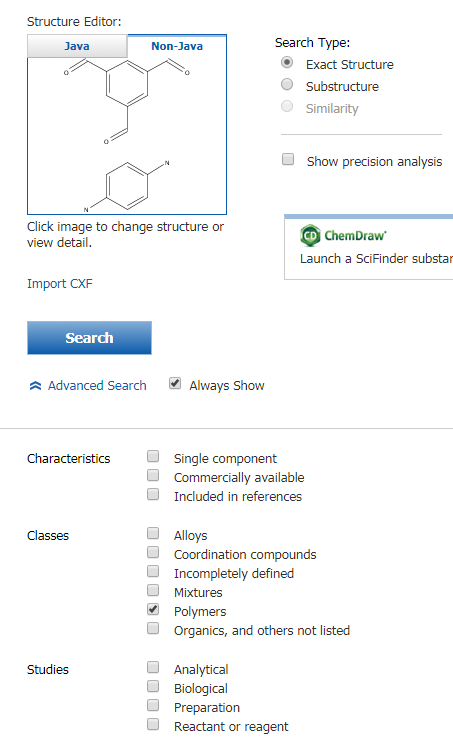 Structure Editor:
Java
Non-Java
O
O
O
N
N
Click image to change structure or
view detail.
Import CXF
Search
Advanced Search
Always Show
Search Type:
Exact Structure
Substructure
Similarity
Show precision analysis
CD ChemDraw
Launch a SciFinder substan
Characteristics
Single component
Commercially available
Included in references
Classes
Alloys
Coordination compounds
Incompletely defined
Mixtures
Polymers
Organics, and others not listed
Studies
Analytical
Biological
Preparation
Reactant or reagent